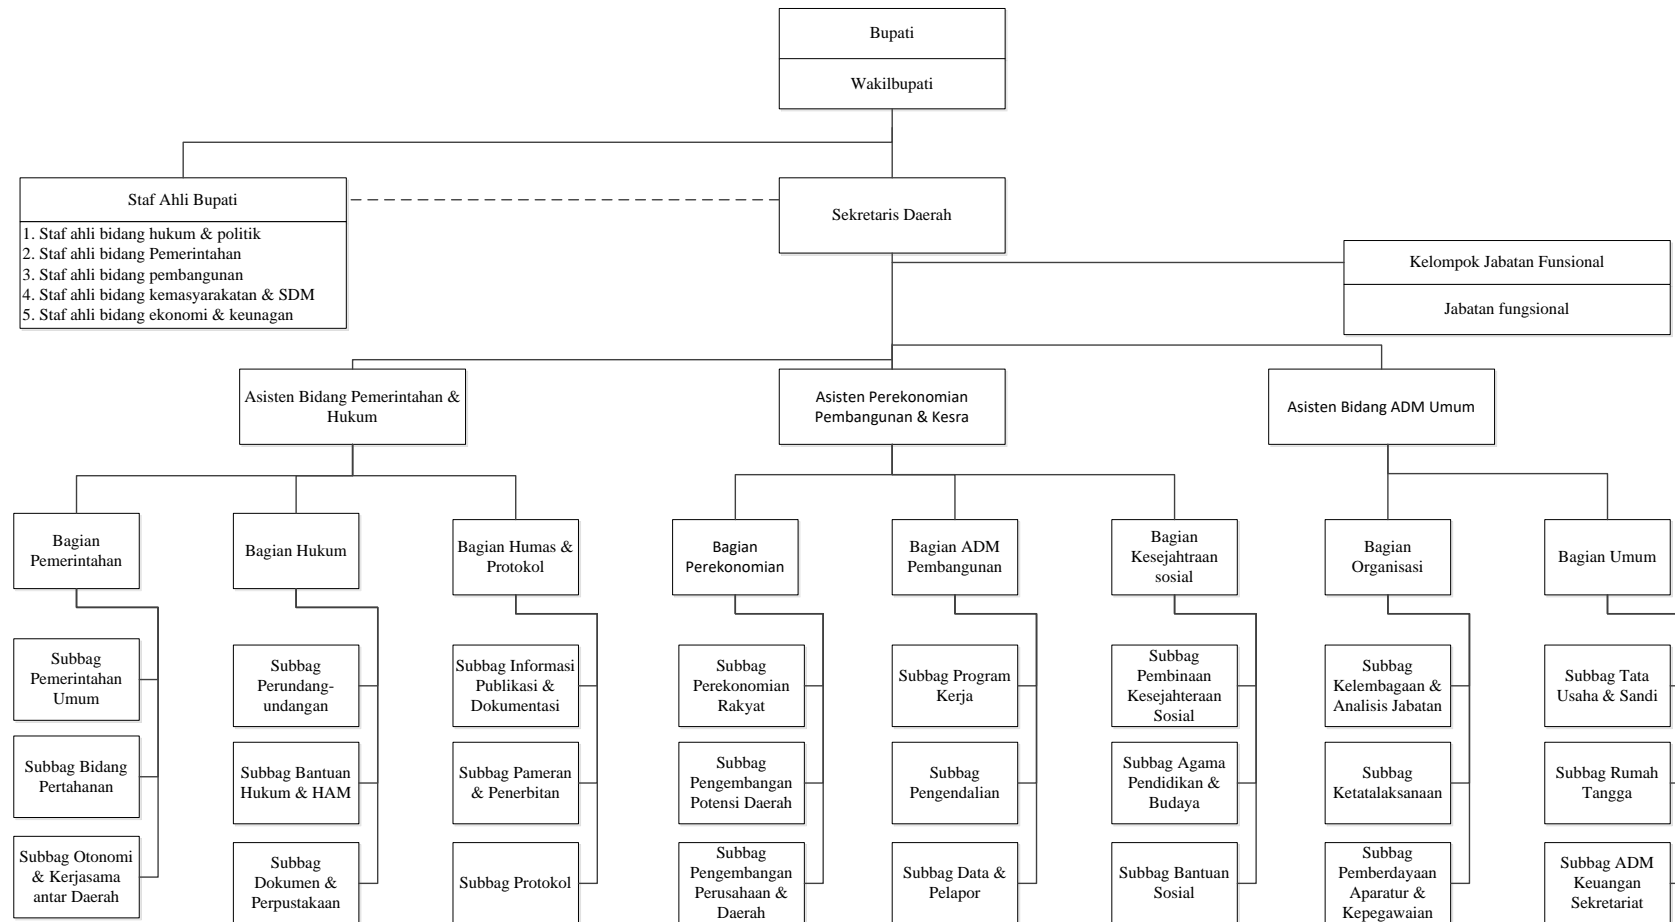 Bupati
Wakilbupati
Staf Ahli Bupati
1. Staf ahli bidang hukum & politik
2. Staf ahli bidang Pemerintahan
3. Staf ahli bidang pembangunan
4. Staf ahli bidang kemasyarakatan & SDM
5. Staf ahli bidang ekonomi & keunagan
Sekretaris Daerah
Kelompok Jabatan Funsional
Jabatan fungsional
Asisten Bidang Pemerintahan &
Hukum
Asisten Perekonomian
Pembangunan & Kesra
Asisten Bidang ADM Umum
Bagian
Pemerintahan
Bagian Hukum
Bagian Humas &
Protokol
Bagian
Perekonomian
Bagian ADM
Pembangunan
Bagian
Kesejahtraan
sosial
Bagian
Organisasi
Bagian Umum
Subbag
Pemerintahan
Umum
Subbag
Perundang-
undangan
Subbag Informasi
Publikasi &
Dokumentasi
Subbag
Perekonomian
Rakyat
Subbag Program
Kerja
Subbag
Pembinaan
Kesejahteraan
Sosial
Subbag
Kelembagaan &
Analisis Jabatan
Subbag Tata
Usaha & Sandi
Subbag Bidang
Pertahanan
Subbag Bantuan
Hukum & HAM
Subbag Pameran
& Penerbitan
Subbag
Pengembangan
Potensi Daerah
Subbag
Pengendalian
Subbag Agama
Pendidikan &
Budaya
Subbag
Ketatalaksanaan
Subbag Rumah
Tangga
Subbag Otonomi
& Kerjasama
antar Daerah
Subbag
Dokumen &
Perpustakaan
Subbag Protokol
Subbag
Pengembangan
Perusahaan &
Daerah
Subbag Data &
Pelapor
Subbag Bantuan
Sosial
Subbag
Pemberdayaan
Aparatur &
Kepegawaian
Subbag ADM
Keuangan
Sekretariat